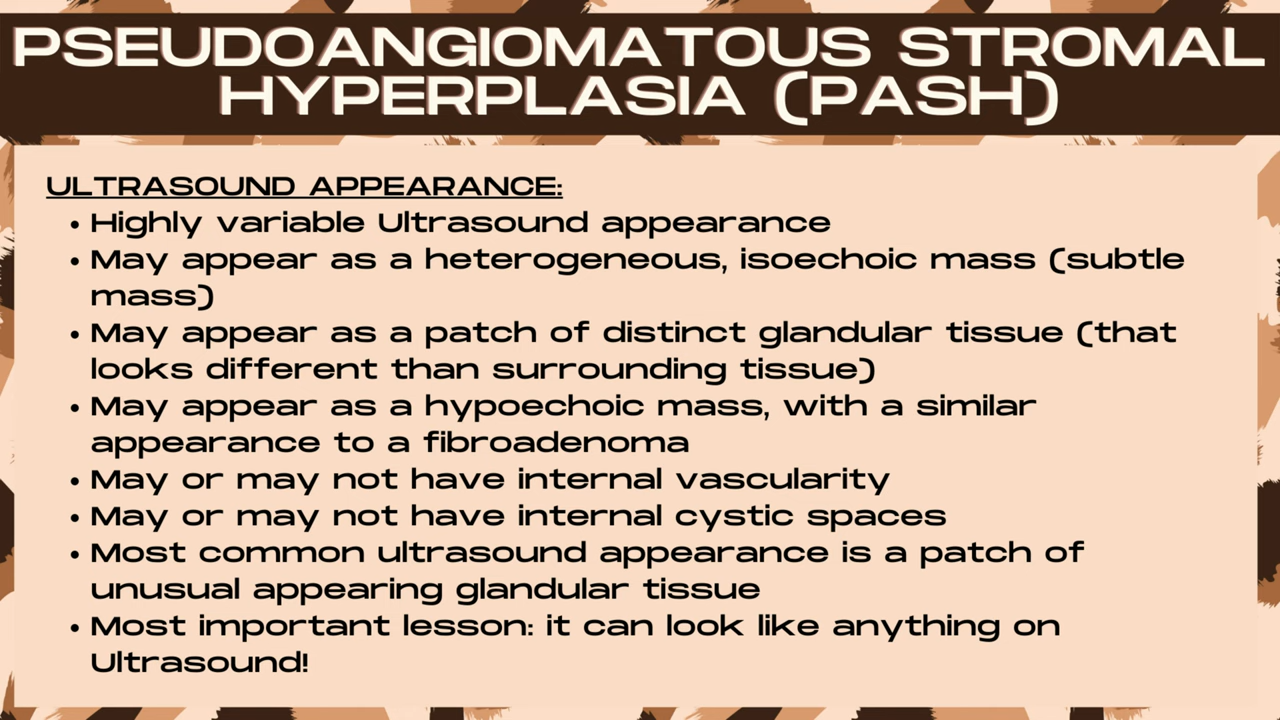 PSEUDOANGIOMATOUS STROMAL
HYPERPLASIA (PASH)
ULTRASOUND APPEARANCE:
• Highly variable Ultrasound appearance
• May appear as a heterogeneous, isoechoic mass (subtle
mass)
• May appear as a patch of distinct glandular tissue (that
looks different than surrounding tissue)
• May appear as a hypoechoic mass, with a similar
appearance to a fibroadenoma
• May or may not have internal vascularity
• May or may not have internal cystic spaces
• Most common ultrasound appearance is a patch of
unusual appearing glandular tissue
• Most important lesson: it can look like anything on
Ultrasound!